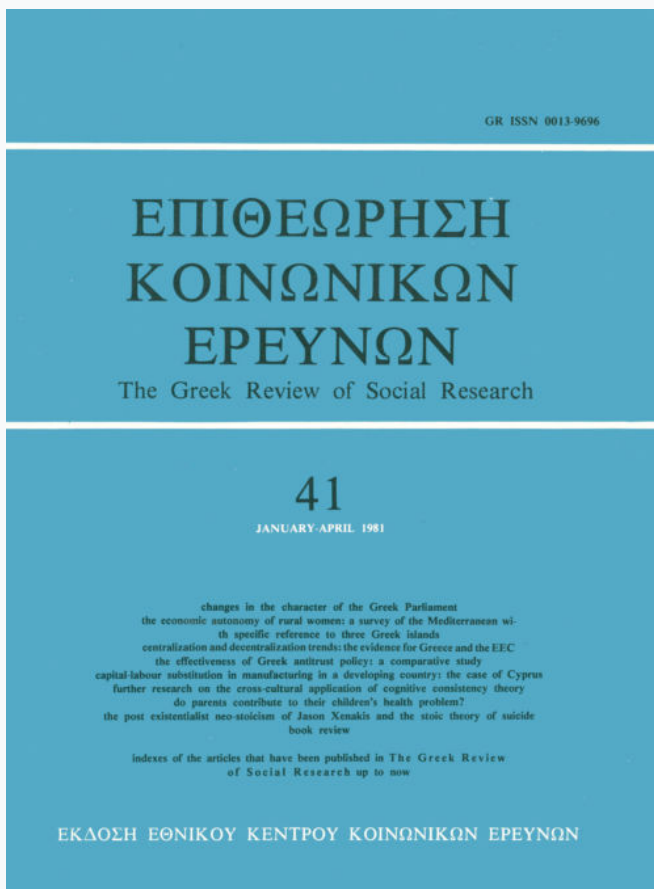 GR ISSN 0013-9696
ΕΠΙΘΕΩΡΗΣΗ
ΚΟΙΝΩΝΙΚΩΝ
ΕΡΕΥΝΩΝ
The Greek Review of Social Research
41
JANUARY-APRIL 1981
changes in the character of the Greek Parliament
the economic autonomy of rural women: a survey of the Mediterranean wi-
th specific reference to three Greek islands
centralization and decentralization trends: the evidence for Greece and the EEC
the effectiveness of Greek antitrust policy: a comparative study
capital-labour substitution in manufacturing in a developing country: the case of Cyprus
further research on the cross-cultural application of cognitive consistency theory
do parents contribute to their children's health problem?
the post existentialist neo-stoicism of Jason Xenakis and the stoic theory of suicide
book review
indexes of the articles that have been published in The Greek Review
of Social Research up to now
ΕΚΔΟΣΗ ΕΘΝΙΚΟΥ ΚΕΝΤΡΟΥ ΚΟΙΝΩΝΙΚΩΝ ΕΡΕΥΝΩΝ